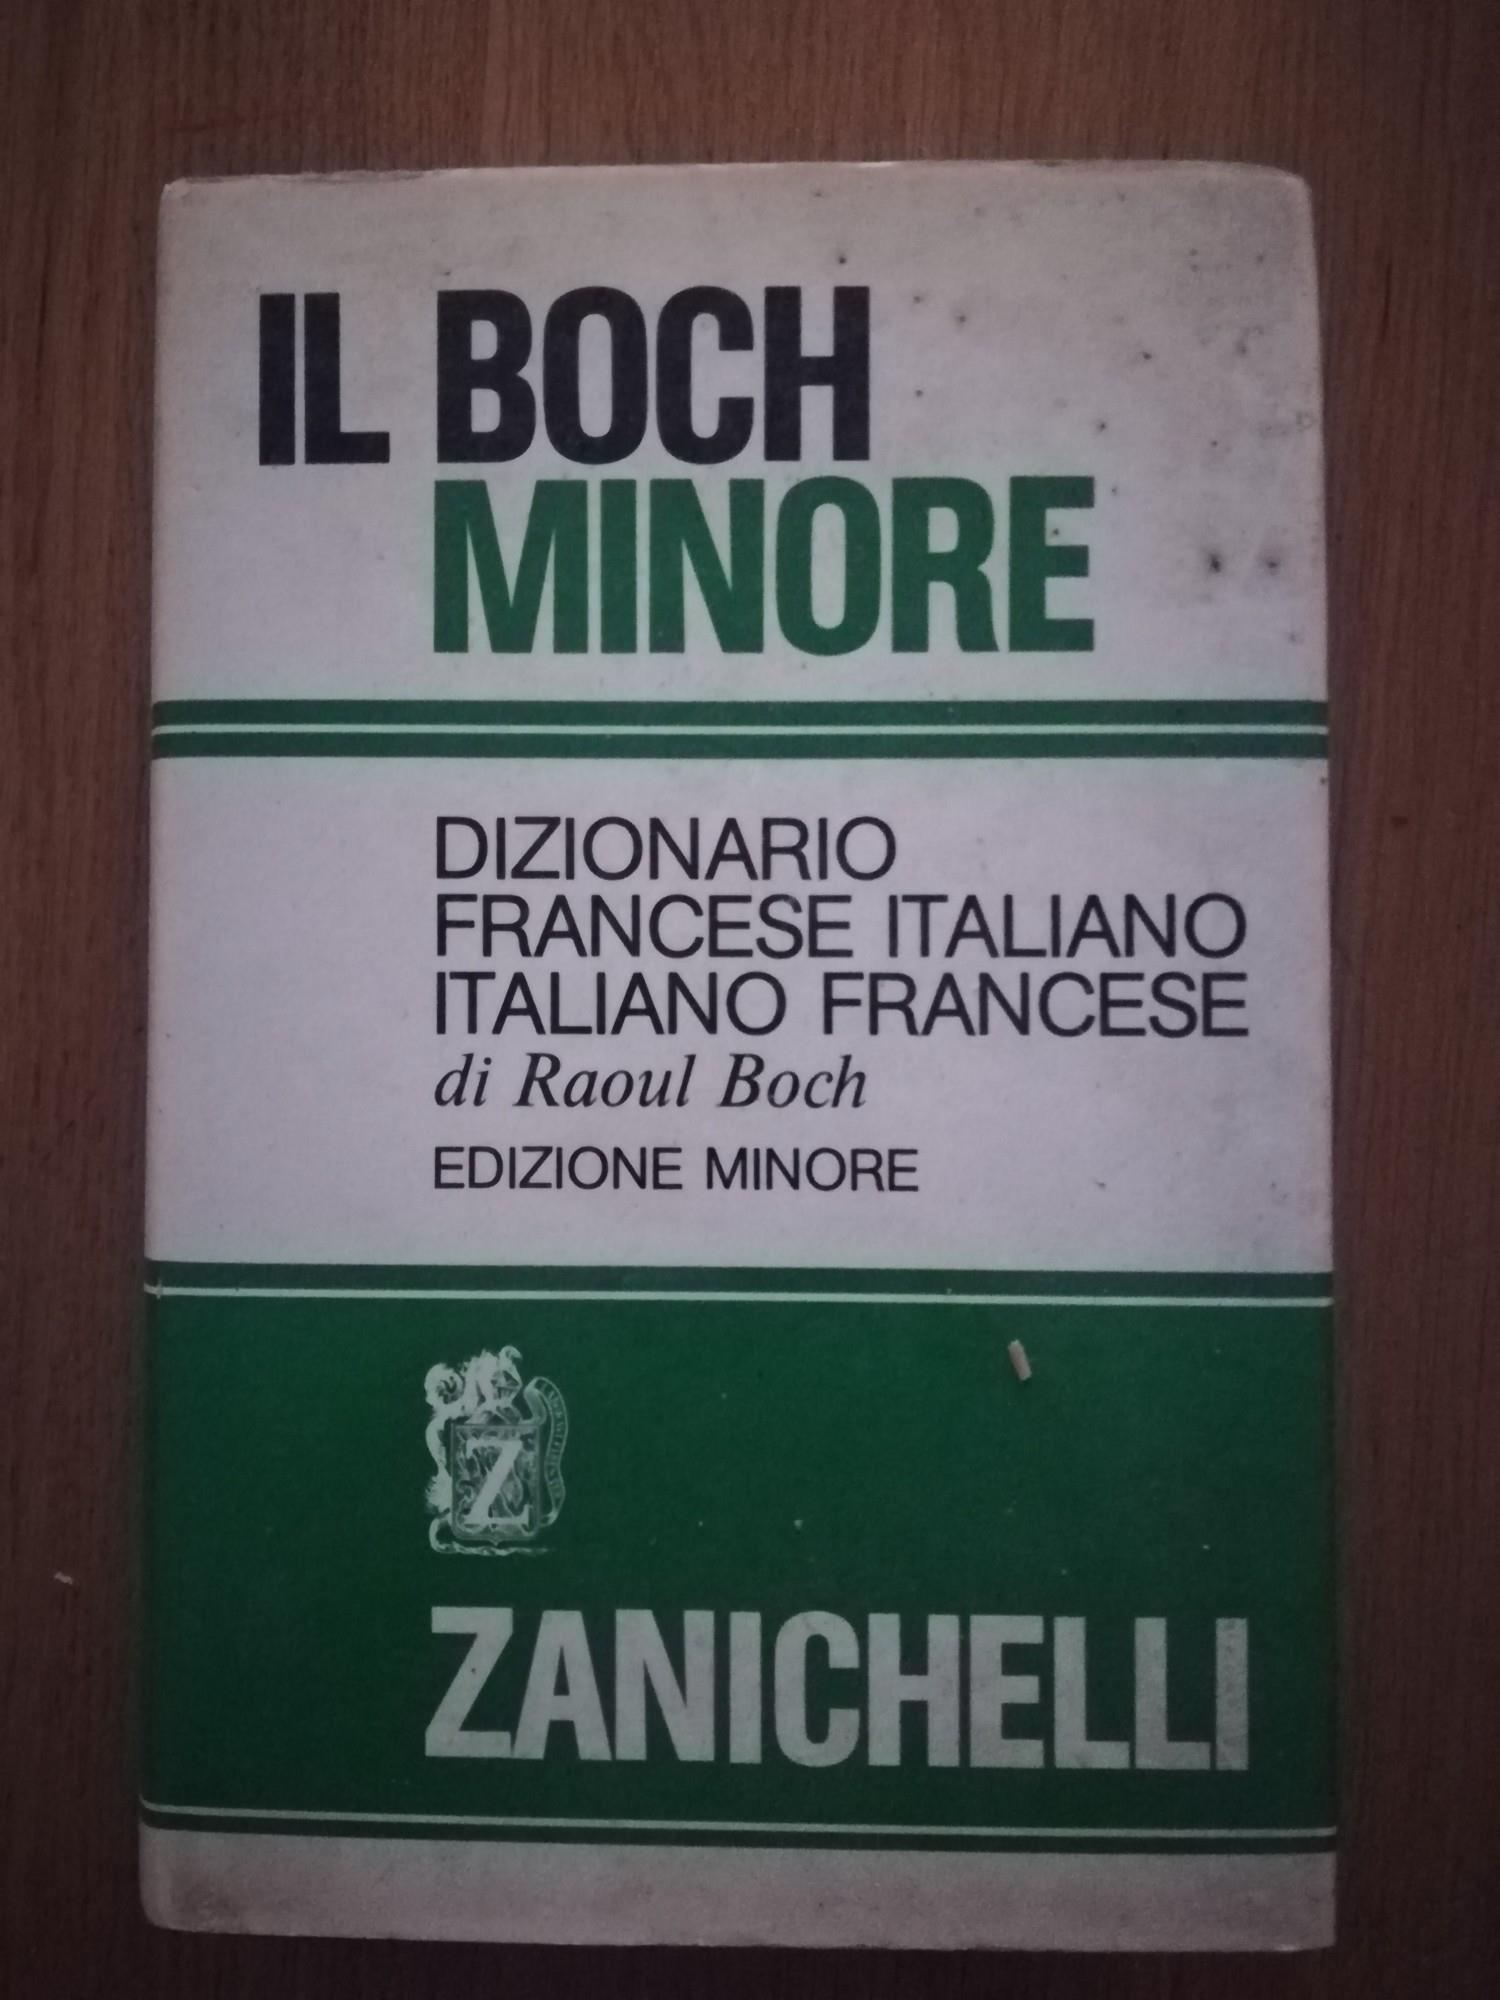 IL BOCH
MINORE
DIZIONARIO
FRANCESE ITALIANO
ITALIANO FRANCESE
di Raoul Boch
EDIZIONE MINORE
Z
ZANICHELLI